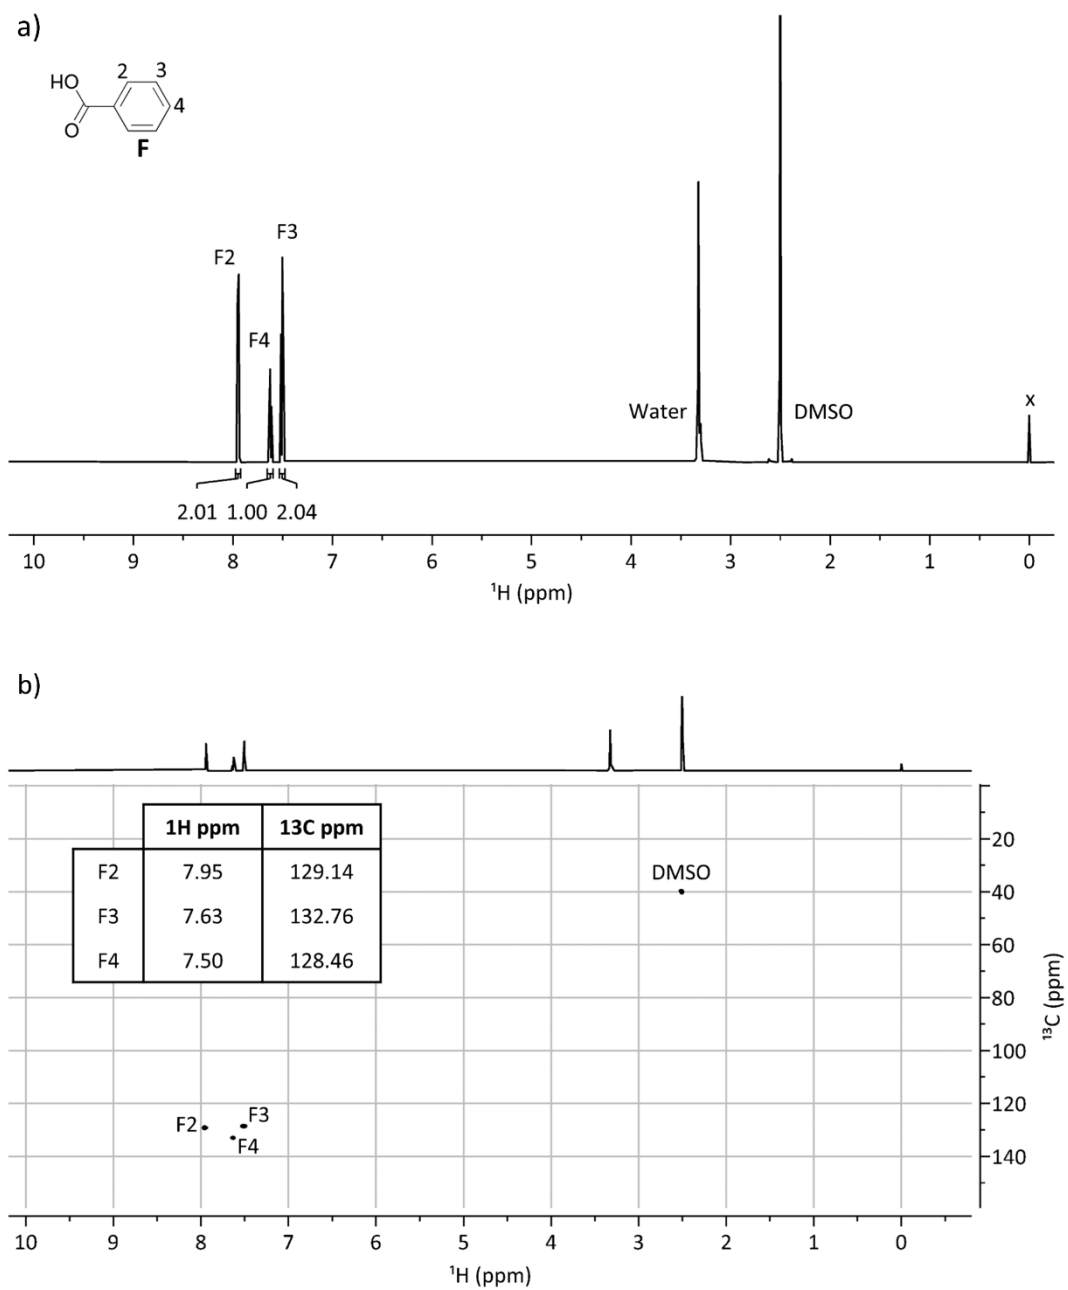 a)
HO
O
2
3
4
F
F2
F4
F3
Water
DMSO
x
2.01 1.00 2.04
10 9 8 7 6 5 4 3 2 1 0
¹H (ppm)
b)
1H ppm 13C ppm
F2 7.95 129.14
F3 7.63 132.76
F4 7.50 128.46
DMSO
F2
F3
F4
20
40
60
80
100
120
140
¹³C (ppm)
10 9 8 7 6 5 4 3 2 1 0
¹H (ppm)